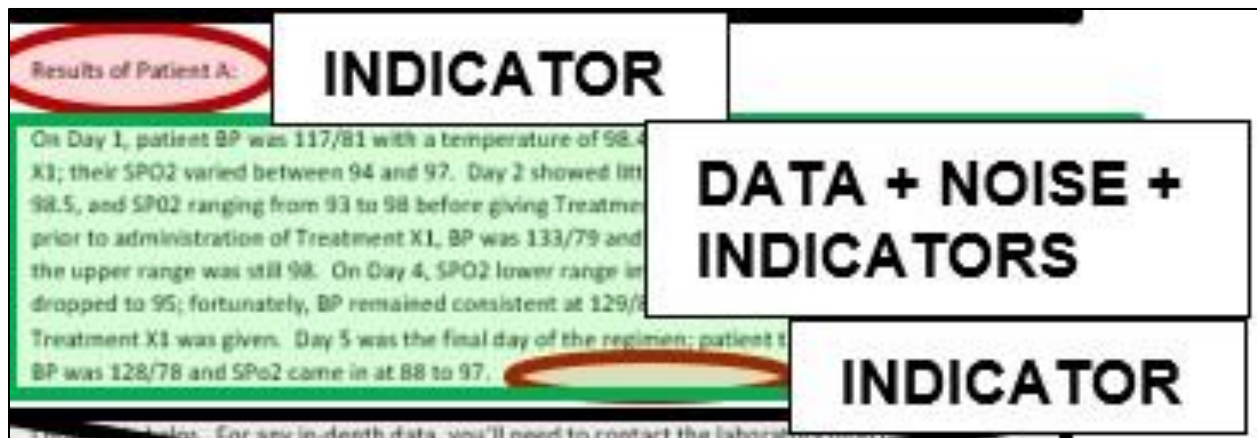 Results of Patient A:
INDICATOR
On Day 1, patient BP was 117/81 with a temperature of 98.4
X1; their SPO2 varied between 94 and 97. Day 2 showed
98.5, and SP02 ranging from 93 to 98 before giving
prior to administration of Treatment X1, BP was 133/79 and
the upper range was still 98. On Day 4, SPO2 lower range
dropped to 95; fortunately, BP remained consistent at
Treatment X1 was given. Day 5 was the final day of the regimen; patient
BP was 128/78 and SPo2 came in at 88 to 97.
DATA + NOISE +
INDICATORS
INDICATOR
For any in-depth data, you'll need to contact the